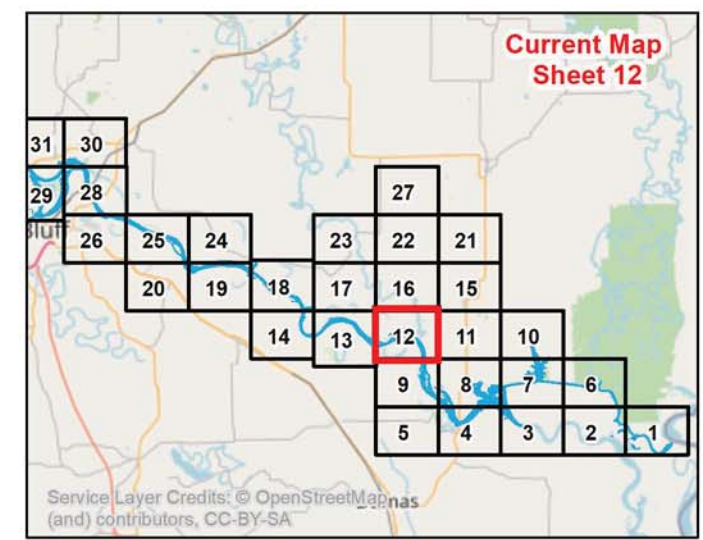 Current Map
Sheet 12
31 30
27
29 28
Bluff
26 25 24 23 22 21
20 19 18 17 16 15
14 13 12 11 10
9 8 7 6
5 4 3 2 1
Service Layer Credits: © OpenStreetMap
(and) contributors, CC-BY-SA